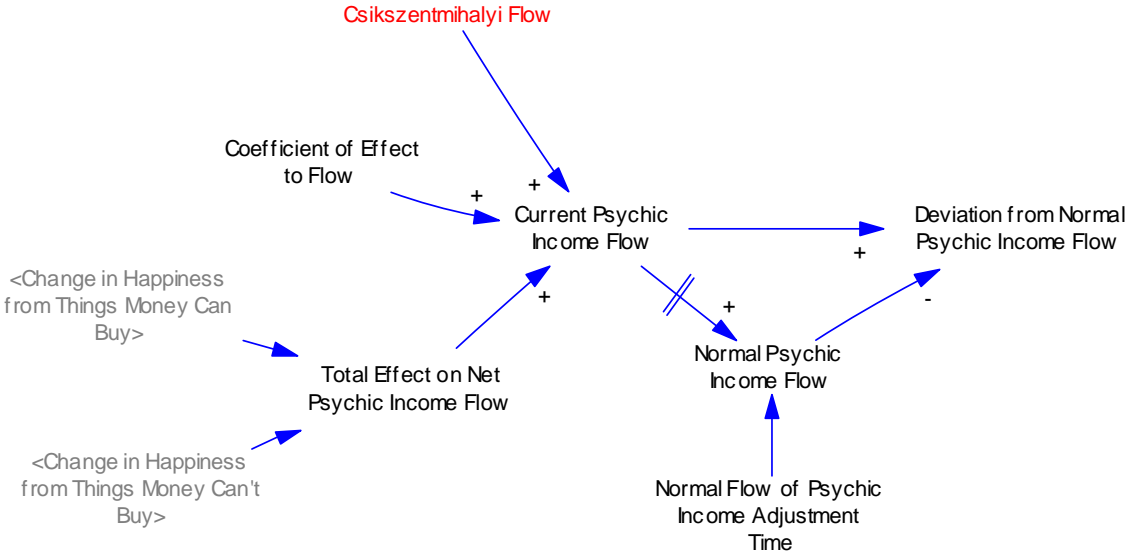 Csikszentmihalyi Flow
Coefficient of Effect
to Flow
+
+
Current Psychic
Income Flow
Deviation from Normal
Psychic Income Flow
+
<Change in Happiness
from Things Money Can
Buy>
+
+
-
Normal Psychic
Income Flow
Total Effect on Net
Psychic Income Flow
<Change in Happiness
from Things Money Can't
Buy>
Normal Flow of Psychic
Income Adjustment
Time